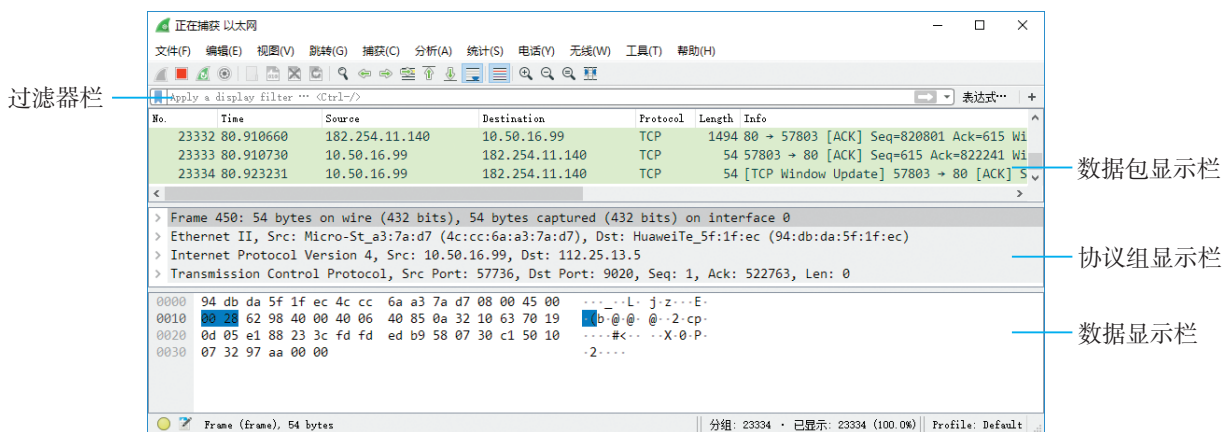 正在捕获 以太网
文件(F) 编辑(E) 视图(V) 跳转(G) 捕获(C) 分析(A) 统计(S) 电话(Y) 无线(W) 工具(T) 帮助(H)
过滤器栏
Apply a display filter … <Ctrl-/>
表达式… +
No. Time Source Destination Protocol Length Info
23332 80.910660 182.254.11.140 10.50.16.99 TCP 1494 80 → 57803 [ACK] Seq=820801 Ack=615 Wi
23333 80.910730 10.50.16.99 182.254.11.140 TCP 54 57803 → 80 [ACK] Seq=615 Ack=822241 Wi
23334 80.923231 10.50.16.99 182.254.11.140 TCP 54 [TCP Window Update] 57803 → 80 [ACK] S
数据包显示栏
> Frame 450: 54 bytes on wire (432 bits), 54 bytes captured (432 bits) on interface 0
> Ethernet II, Src: Micro-St_a3:7a:d7 (4c:cc:6a:a3:7a:d7), Dst: HuaweiTe_5f:1f:ec (94:db:da:5f:1f:ec)
> Internet Protocol Version 4, Src: 10.50.16.99, Dst: 112.25.13.5
> Transmission Control Protocol, Src Port: 57736, Dst Port: 9020, Seq: 1, Ack: 522763, Len: 0
协议组显示栏
0000 94 db da 5f 1f ec 4c cc 6a a3 7a d7 08 00 45 00 ···_··L· j·z···E·
0010 00 28 62 98 40 00 40 06 40 85 0a 32 10 63 70 19 ·(b·@·@· @··2·cp·
0020 0d 05 e1 88 23 3c fd fd ed b9 58 07 30 c1 50 10 ····#<·· ··X·0·P·
0030 07 32 97 aa 00 00 ·2····
数据显示栏
Frame (frame), 54 bytes
分组: 23334 · 已显示: 23334 (100.0%)
Profile: Default